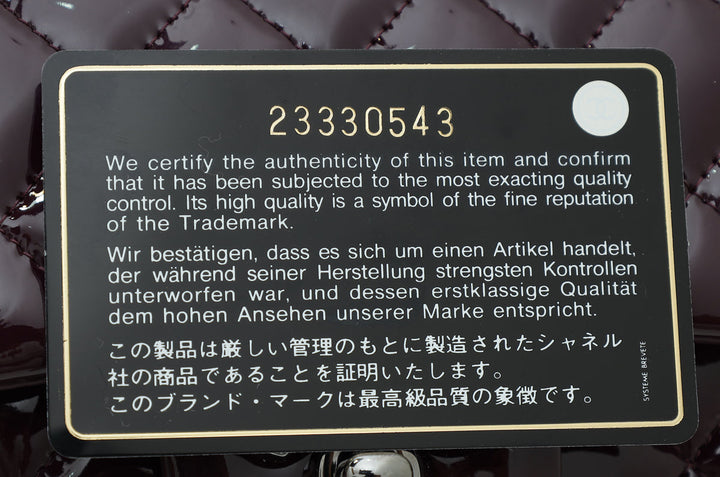 23330543
We certify the authenticity of this item and confirm
that it has been subjected to the most exacting quality
control. Its high quality is a symbol of the fine reputation
of the Trademark.
Wir bestätigen, dass es sich um einen Artikel handelt,
der während seiner Herstellung strengsten Kontrollen
unterworfen war, und dessen erstklassige Qualität
dem hohen Ansehen unserer Marke entspricht.
この製品は厳しい管理のもとに製造されたシャネル
社の商品であることを証明いたします。
このブランド・マークは最高級品質の象徴です。
SYSTEME BREVETE